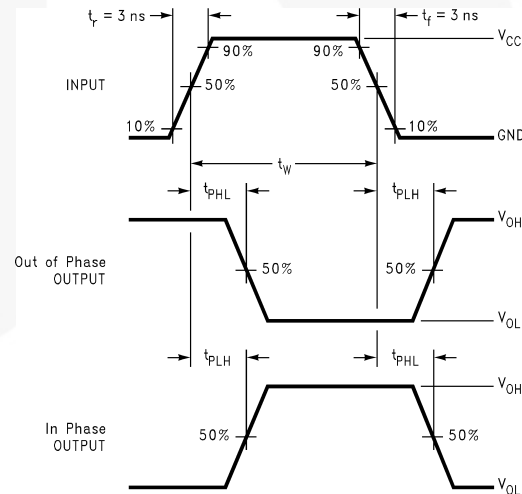 t_r = 3 ns
t_f = 3 ns
V_CC
90%
90%
INPUT
50%
50%
10%
10%
GND
t_W
t_PHL
t_PLH
V_OH
Out of Phase
OUTPUT
50%
50%
V_OL
t_PLH
t_PHL
V_OH
In Phase
OUTPUT
50%
50%
V_OL